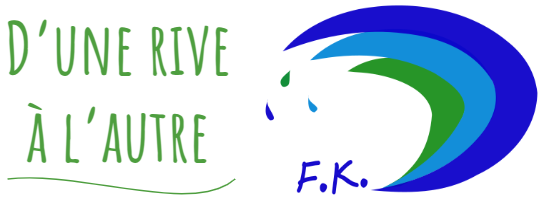 D'UNE RIVE
À L'AUTRE
F.K.